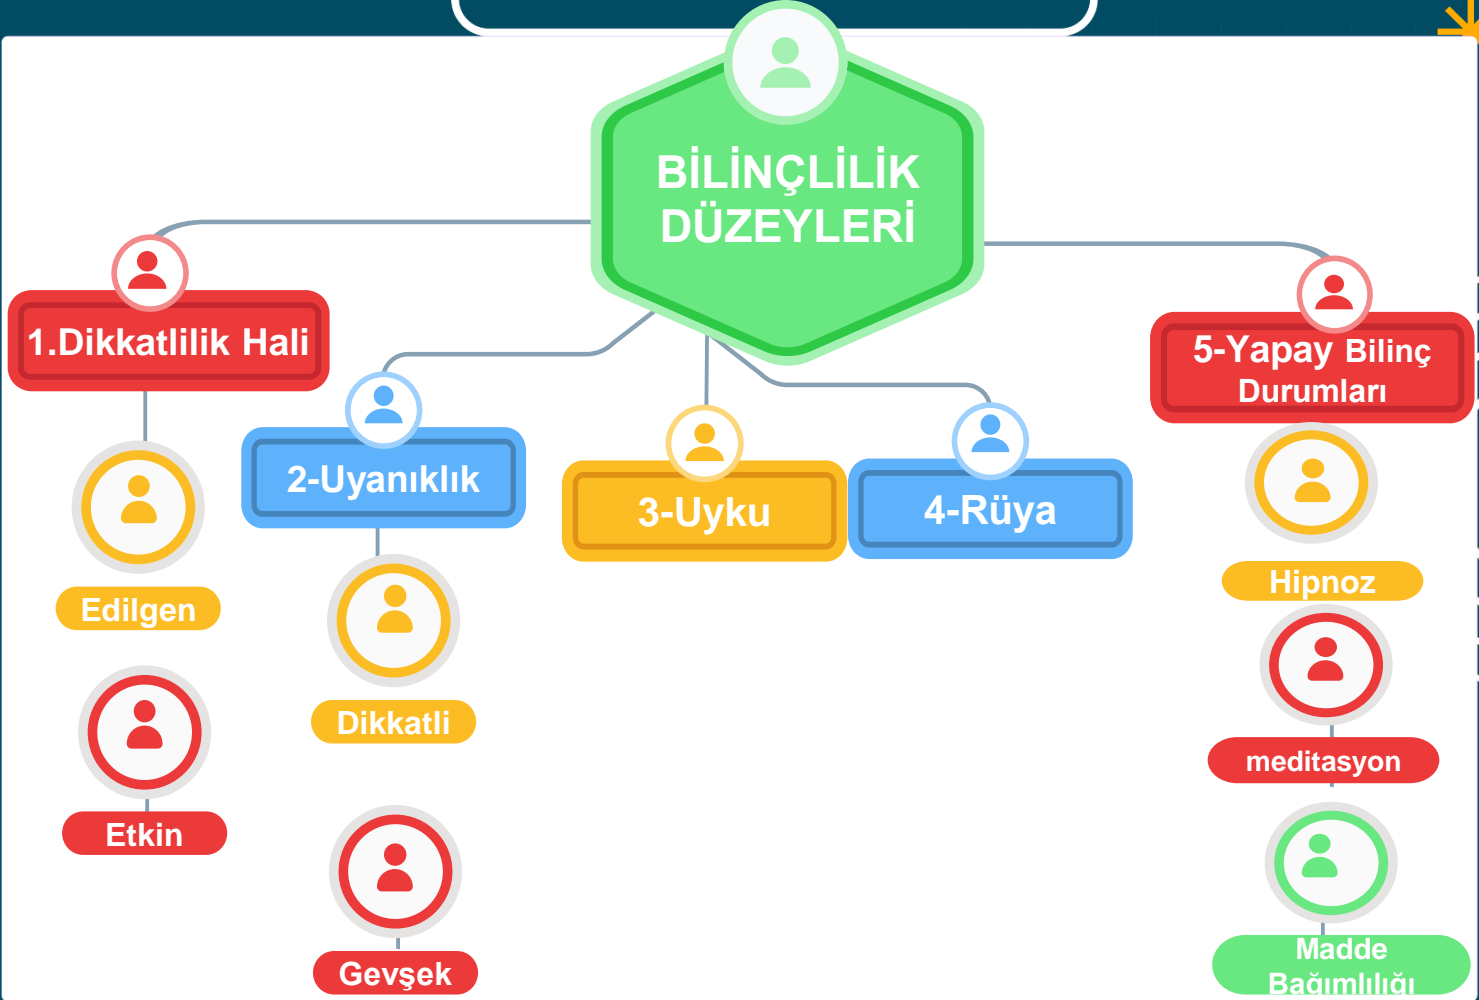 BİLİNÇLİLİK
DÜZEYLERİ
1.Dikkatlilik Hali
Edilgen
Etkin
2-Uyanıklık
Dikkatli
Gevşek
3-Uyku
4-Rüya
5-Yapay Bilinç
Durumları
Hipnoz
meditasyon
Madde
Bağımlılığı